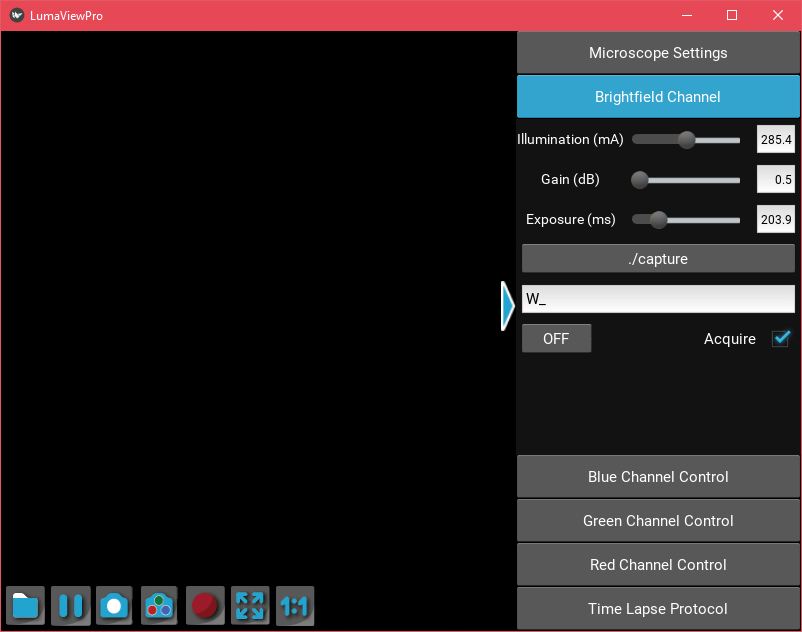 LumaViewPro
Microscope Settings
Brightfield Channel
Illumination (mA) 285.4
Gain (dB) 0.5
Exposure (ms) 203.9
./capture
W_
OFF Acquire
Blue Channel Control
Green Channel Control
Red Channel Control
Time Lapse Protocol
1:1